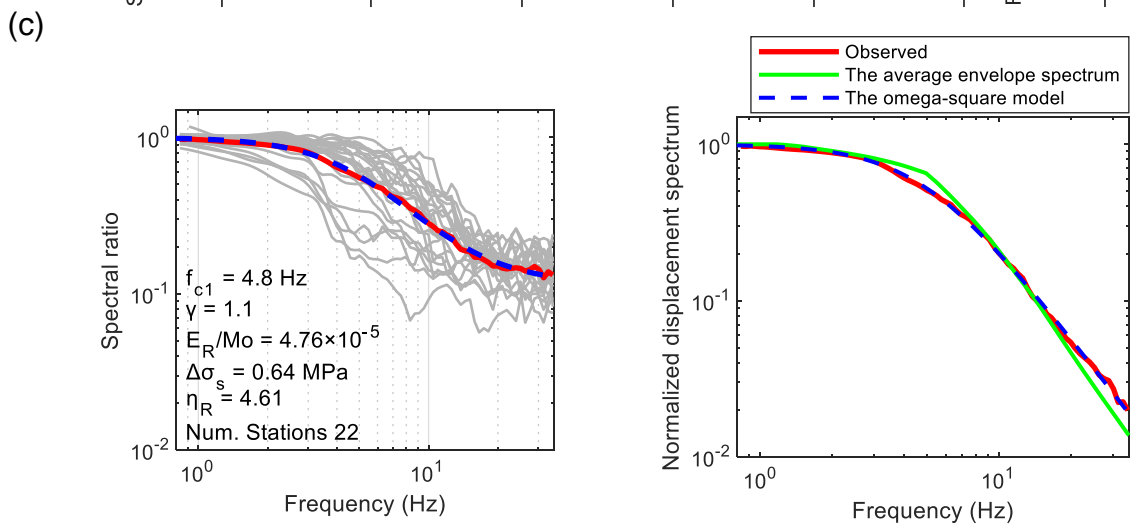 (c)
Spectral ratio
10^0
10^-1
10^-2
f_c1 = 4.8 Hz
γ = 1.1
E_R/Mo = 4.76×10^-5
Δσ_s = 0.64 MPa
η_R = 4.61
Num. Stations 22
10^0
10^1
Frequency (Hz)
Observed
The average envelope spectrum
The omega-square model
Normalized displacement spectrum
10^0
10^-1
10^-2
10^0
10^1
Frequency (Hz)